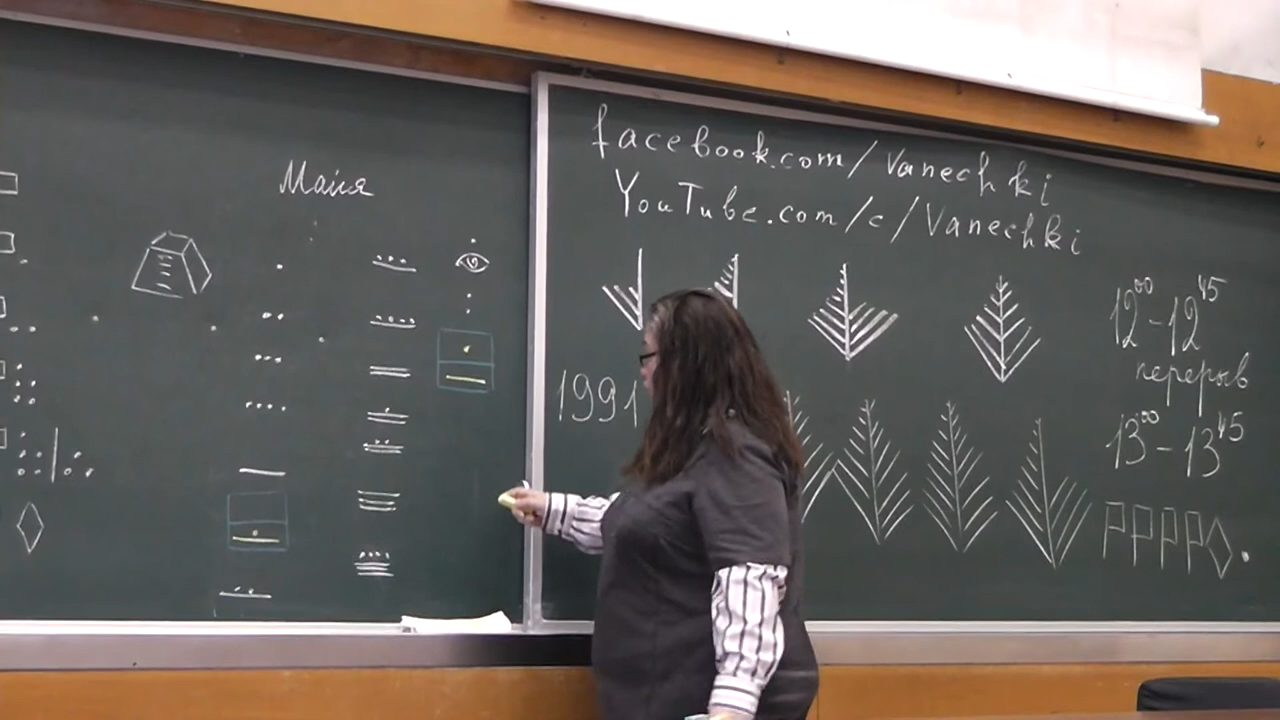 Майя
facebook.com/Vanechki
YouTube.com/c/Vanechki
1991
12⁰⁰-12⁴⁵
перерыв
13⁰⁰-13⁴⁵